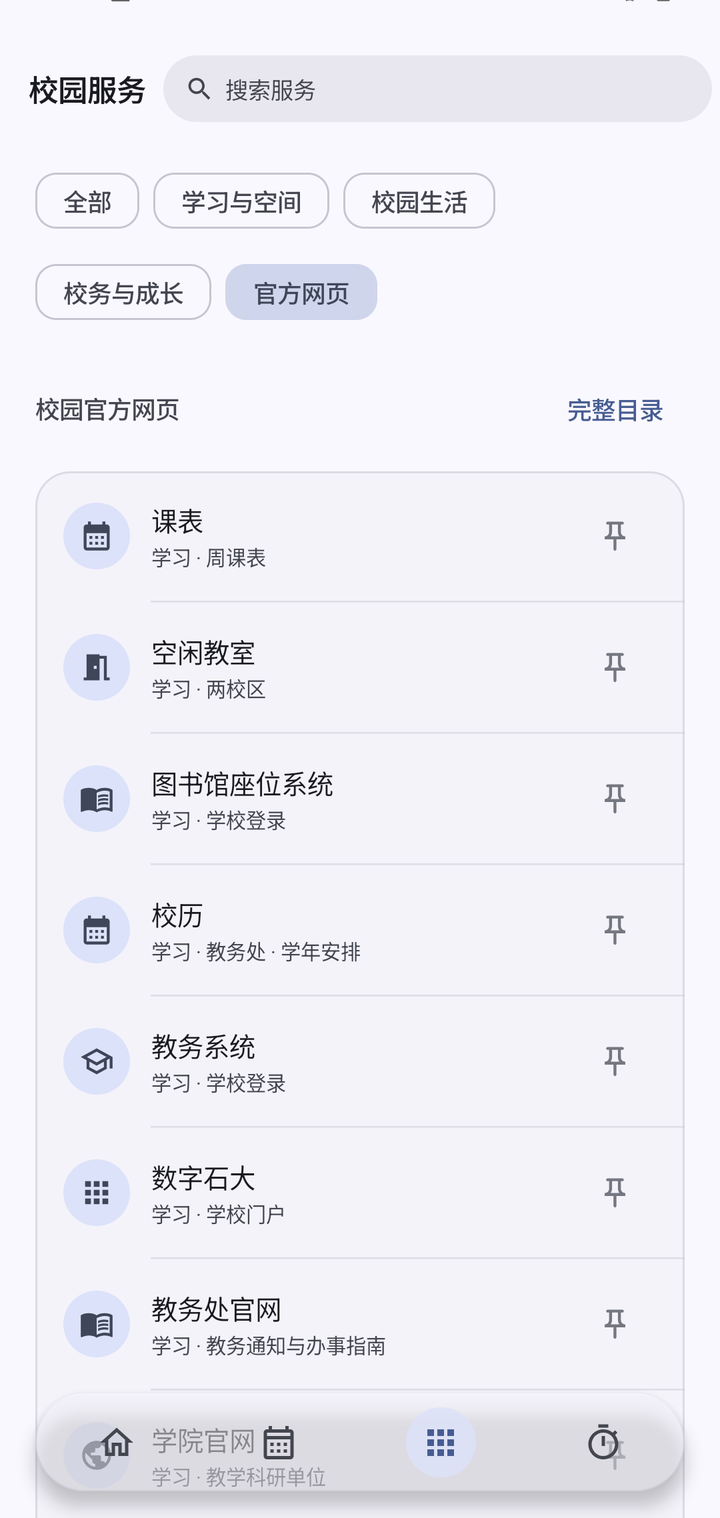 校园服务
搜索服务
全部
学习与空间
校园生活
校务与成长
官方网页
校园官方网页
完整目录
课表
学习 · 周课表
空闲教室
学习 · 两校区
图书馆座位系统
学习 · 学校登录
校历
学习 · 教务处 · 学年安排
教务系统
学习 · 学校登录
数字石大
学习 · 学校门户
教务处官网
学习 · 教务通知与办事指南
学院官网
学习 · 教学科研单位